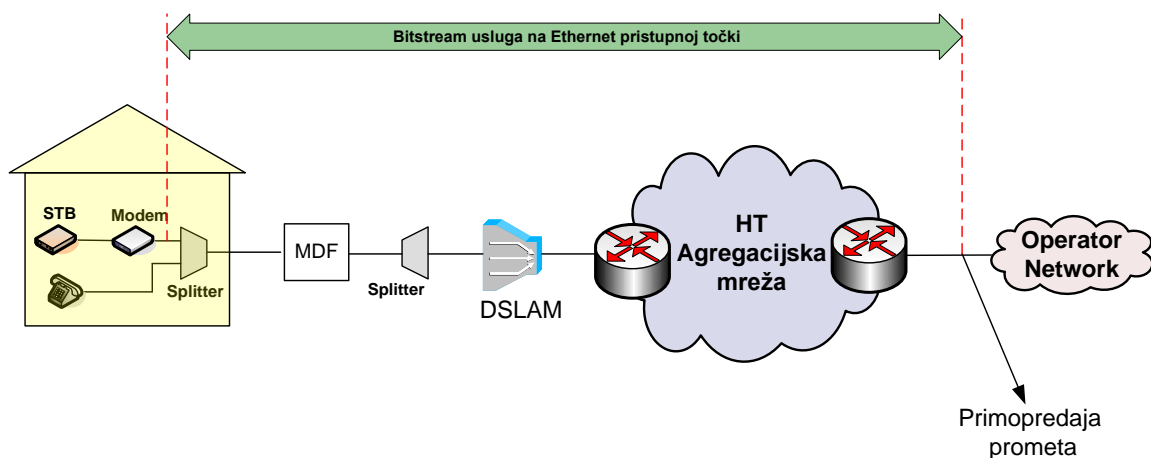 Bitstream usluga na Ethernet pristupnoj točki
STB
Modem
Splitter
MDF
Splitter
DSLAM
HT
Agregacijska
mreža
Operator
Network
Primopredaja
prometa